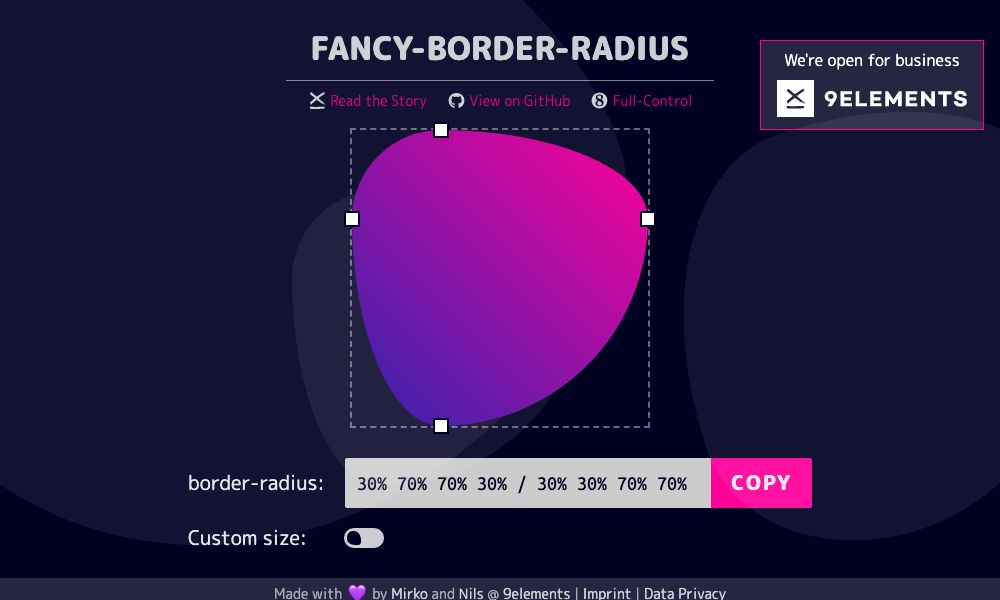 FANCY-BORDER-RADIUS
Read the Story View on GitHub Full-Control
We're open for business
9ELEMENTS
border-radius: 30% 70% 70% 30% / 30% 30% 70% 70% COPY
Custom size:
Made with 💜 by Mirko and Nils @ 9elements | Imprint | Data Privacy